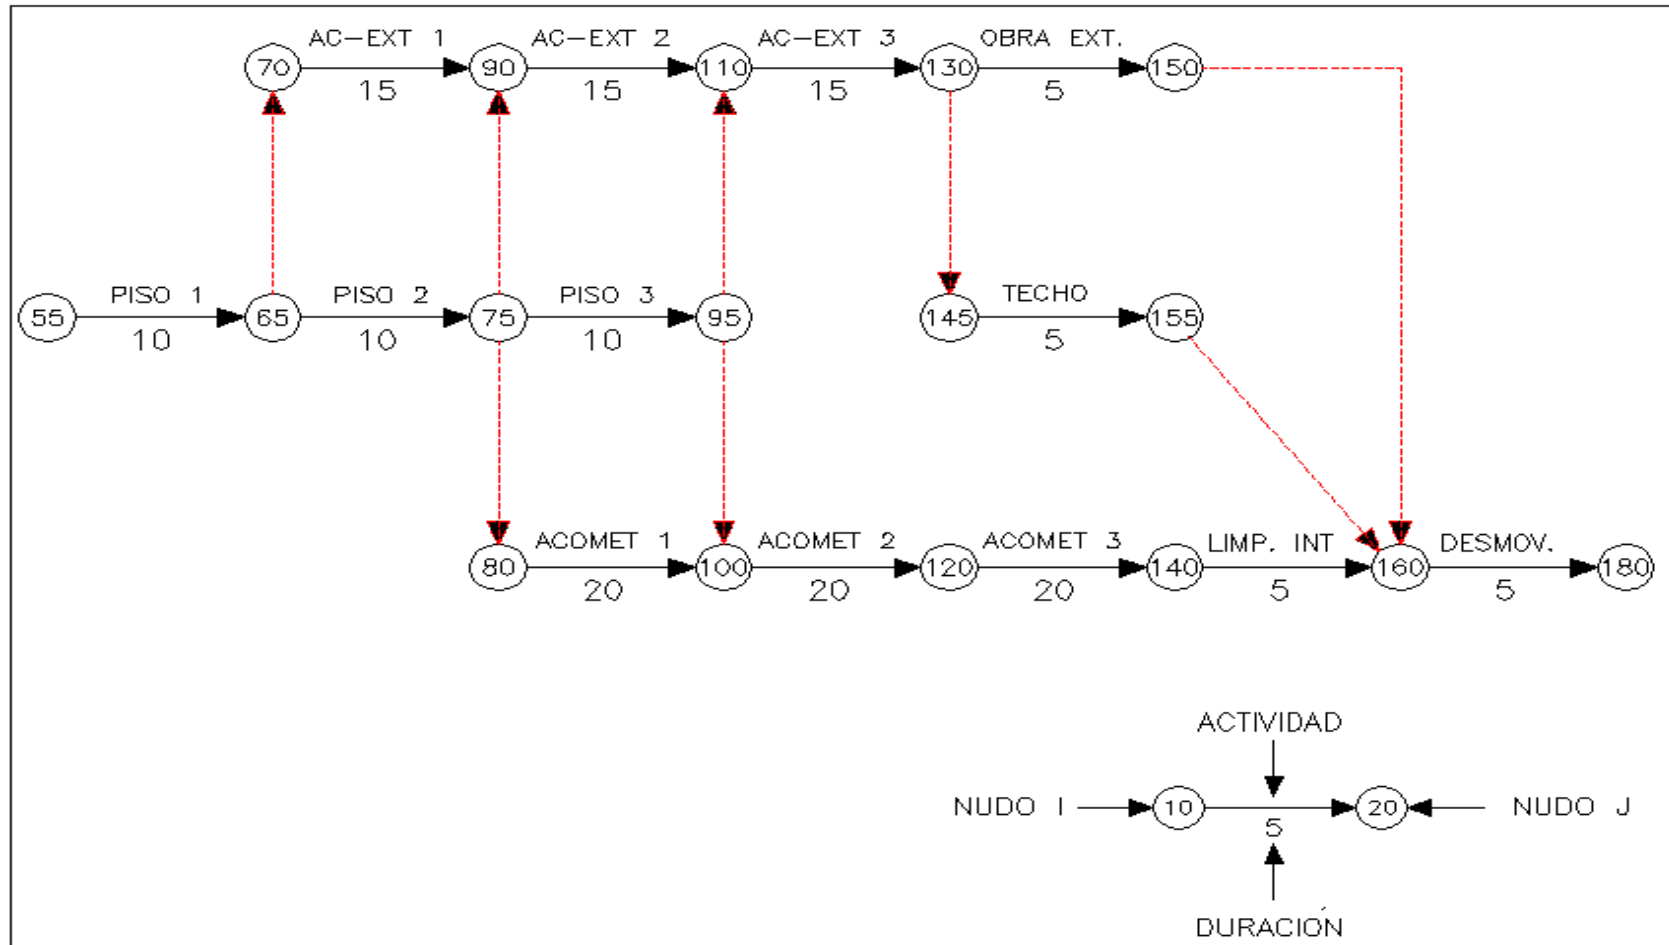 AC-EXT 1 AC-EXT 2 AC-EXT 3 OBRA EXT.
70 90 110 130 150
15 15 15 5
PISO 1 PISO 2 PISO 3 TECHO
55 65 75 95 145 155
10 10 10 5
ACOMET 1 ACOMET 2 ACOMET 3 LIMP. INT DESMOV.
80 100 120 140 160 180
20 20 20 5 5
ACTIVIDAD
NUDO I 10 20 NUDO J
5
DURACIÓN